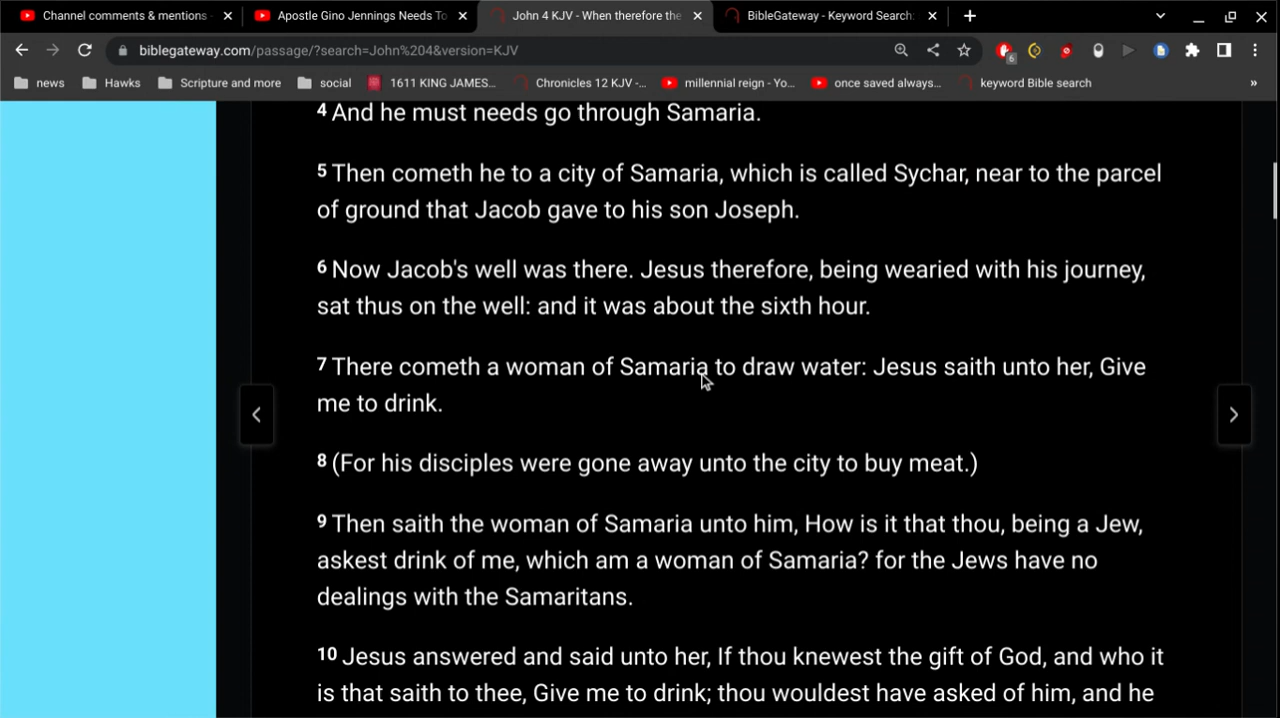 Channel comments & mentions -
Apostle Gino Jennings Needs To
John 4 KJV - When therefore the
BibleGateway - Keyword Search:
biblegateway.com/passage/?search=John%204&version=KJV
6
news
Hawks
Scripture and more
social
1611 KING JAMES...
Chronicles 12 KJV -...
millennial reign - Yo...
once saved always...
keyword Bible search
»
4 And he must needs go through Samaria.
5 Then cometh he to a city of Samaria, which is called Sychar, near to the parcel
of ground that Jacob gave to his son Joseph.
6 Now Jacob's well was there. Jesus therefore, being wearied with his journey,
sat thus on the well: and it was about the sixth hour.
7 There cometh a woman of Samaria to draw water: Jesus saith unto her, Give
me to drink.
8 (For his disciples were gone away unto the city to buy meat.)
9 Then saith the woman of Samaria unto him, How is it that thou, being a Jew,
askest drink of me, which am a woman of Samaria? for the Jews have no
dealings with the Samaritans.
10 Jesus answered and said unto her, If thou knewest the gift of God, and who it
is that saith to thee, Give me to drink; thou wouldest have asked of him, and he